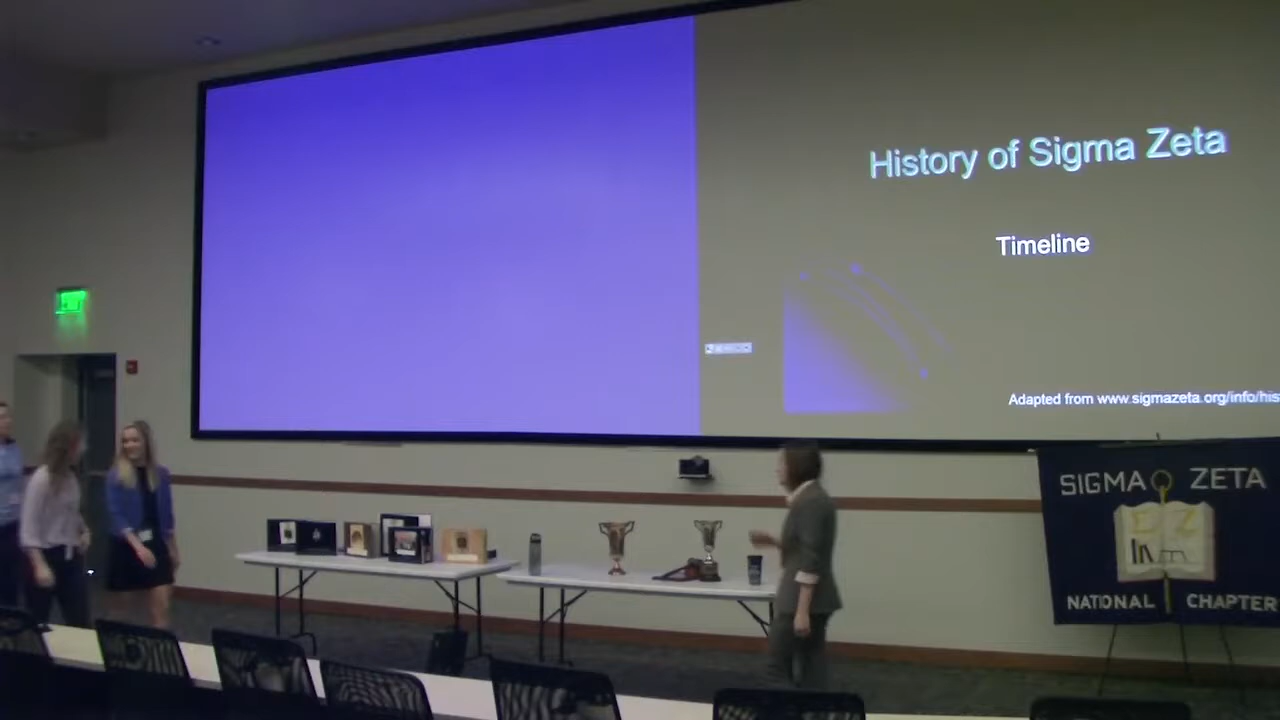 History of Sigma Zeta
Timeline
Adapted from www.sigmazeta.org/info/his
SIGMA ZETA
Σ Z
NATIONAL CHAPTER